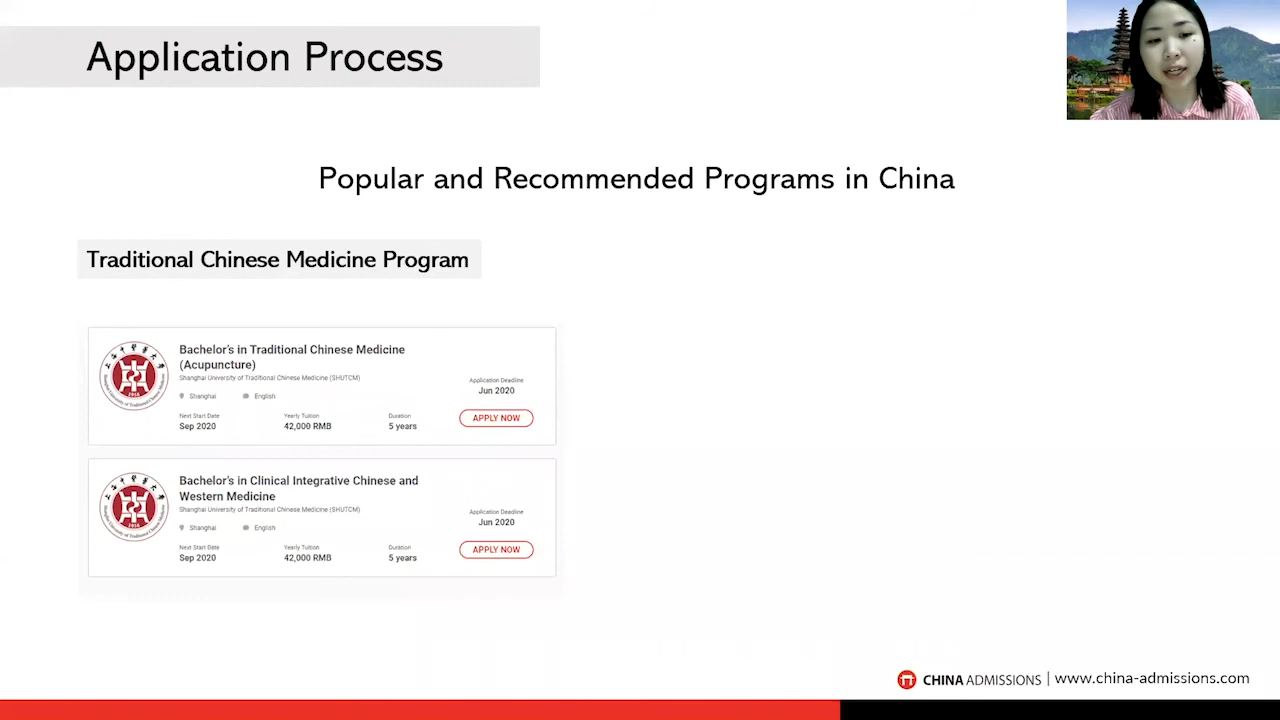 Application Process
Popular and Recommended Programs in China
Traditional Chinese Medicine Program
Bachelor's in Traditional Chinese Medicine
(Acupuncture)
Shanghai University of Traditional Chinese Medicine (SHUTCM)
Shanghai English
Next Start Date Yearly Tuition Duration
Sep 2020 42,000 RMB 5 years
Application Deadline
Jun 2020
APPLY NOW
Bachelor's in Clinical Integrative Chinese and
Western Medicine
Shanghai University of Traditional Chinese Medicine (SHUTCM)
Shanghai English
Next Start Date Yearly Tuition Duration
Sep 2020 42,000 RMB 5 years
Application Deadline
Jun 2020
APPLY NOW
CHINA ADMISSIONS | www.china-admissions.com